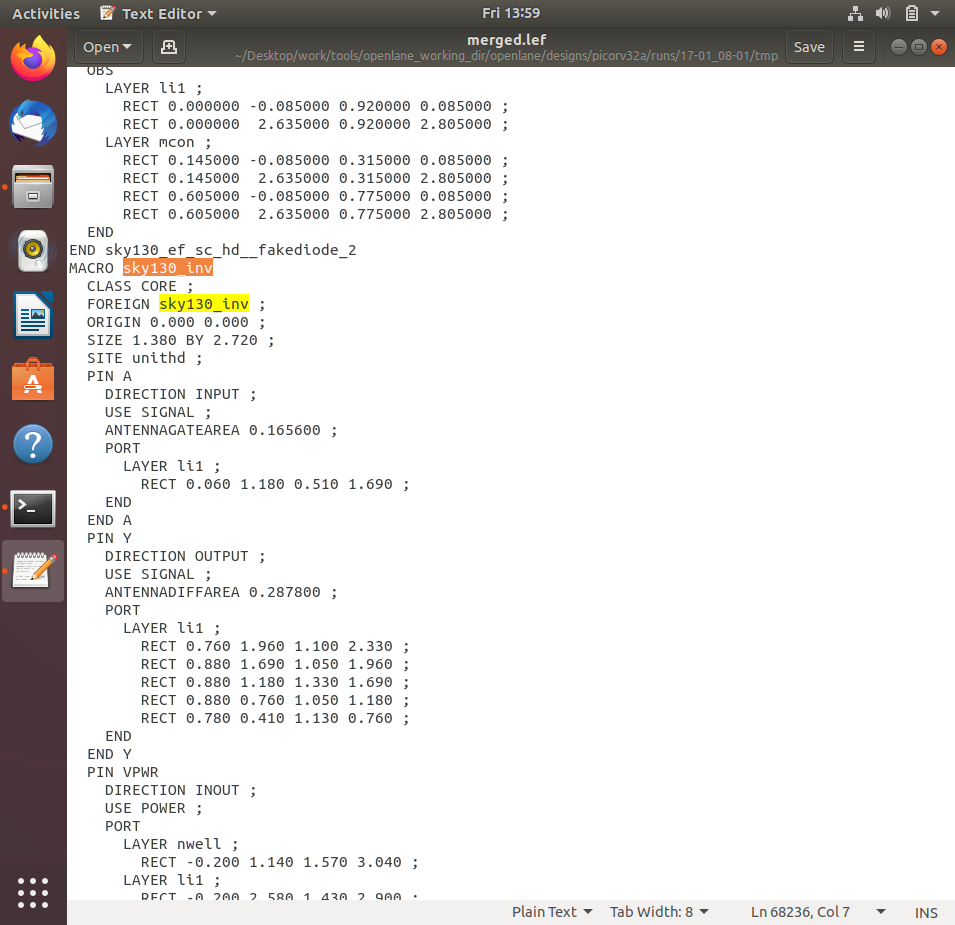 Activities Text Editor Fri 13:59
Open merged.lef Save
~/Desktop/work/tools/openlane_working_dir/openlane/designs/picorv32a/runs/17-01_08-01/tmp
OBS
LAYER li1 ;
RECT 0.000000 -0.085000 0.920000 0.085000 ;
RECT 0.000000  2.635000 0.920000 2.805000 ;
LAYER mcon ;
RECT 0.145000 -0.085000 0.315000 0.085000 ;
RECT 0.145000  2.635000 0.315000 2.805000 ;
RECT 0.605000 -0.085000 0.775000 0.085000 ;
RECT 0.605000  2.635000 0.775000 2.805000 ;
END
END sky130_ef_sc_hd__fakediode_2
MACRO sky130_inv
CLASS CORE ;
FOREIGN sky130_inv ;
ORIGIN 0.000 0.000 ;
SIZE 1.380 BY 2.720 ;
SITE unithd ;
PIN A
DIRECTION INPUT ;
USE SIGNAL ;
ANTENNAGATEAREA 0.165600 ;
PORT
LAYER li1 ;
RECT 0.060 1.180 0.510 1.690 ;
END
END A
PIN Y
DIRECTION OUTPUT ;
USE SIGNAL ;
ANTENNADIFFAREA 0.287800 ;
PORT
LAYER li1 ;
RECT 0.760 1.960 1.100 2.330 ;
RECT 0.880 1.690 1.050 1.960 ;
RECT 0.880 1.180 1.330 1.690 ;
RECT 0.880 0.760 1.050 1.180 ;
RECT 0.780 0.410 1.130 0.760 ;
END
END Y
PIN VPWR
DIRECTION INOUT ;
USE POWER ;
PORT
LAYER nwell ;
RECT -0.200 1.140 1.570 3.040 ;
LAYER li1 ;
RECT -0.200 2.580 1.430 2.900 ;
Plain Text Tab Width: 8 Ln 68236, Col 7 INS